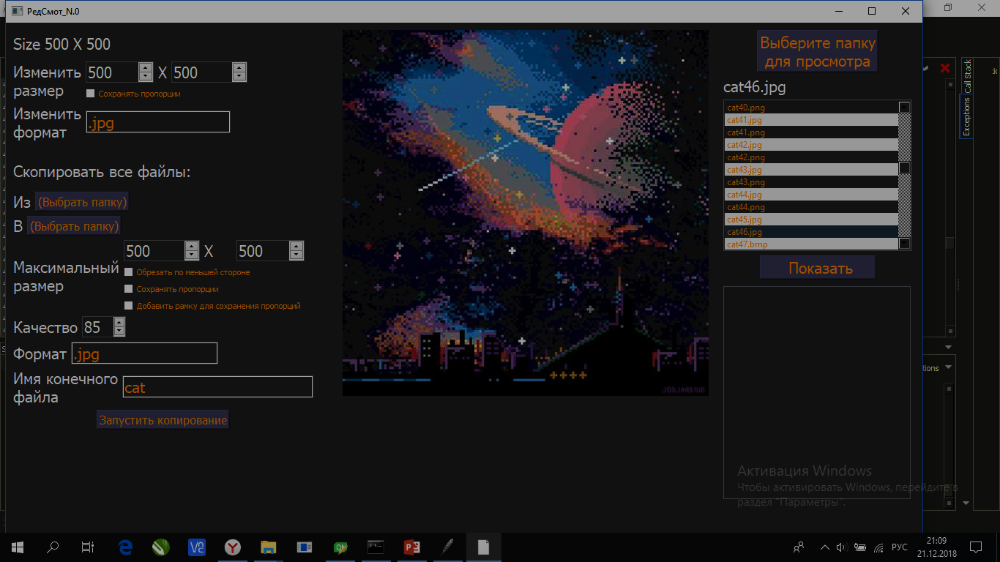 РедСмот_N.0
Size 500 X 500
Изменить размер
500 X 500
Сохранять пропорции
Изменить формат
.jpg
Скопировать все файлы:
Из (Выбрать папку)
В (Выбрать папку)
Максимальный размер
500 X 500
Обрезать по меньшей стороне
Сохранять пропорции
Добавить рамку для сохранения пропорций
Качество 85
Формат .jpg
Имя конечного файла
cat
Запустить копирование
JOOJAEBUM
Выберите папку
для просмотра
cat46.jpg
cat40.png
cat41.jpg
cat41.png
cat42.jpg
cat42.png
cat43.jpg
cat43.png
cat44.jpg
cat44.png
cat45.jpg
cat46.jpg
cat47.bmp
Показать
Call Stack
Exceptions
tions
Активация Windows
Чтобы активировать Windows, перейдите в
раздел "Параметры".
РУС
21:09
21.12.2018